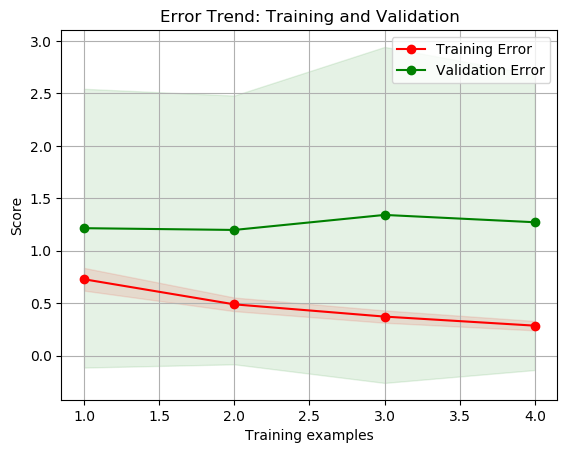 Error Trend: Training and Validation
Training Error
Validation Error
3.0
2.5
2.0
1.5
1.0
0.5
0.0
Score
1.0 1.5 2.0 2.5 3.0 3.5 4.0
Training examples